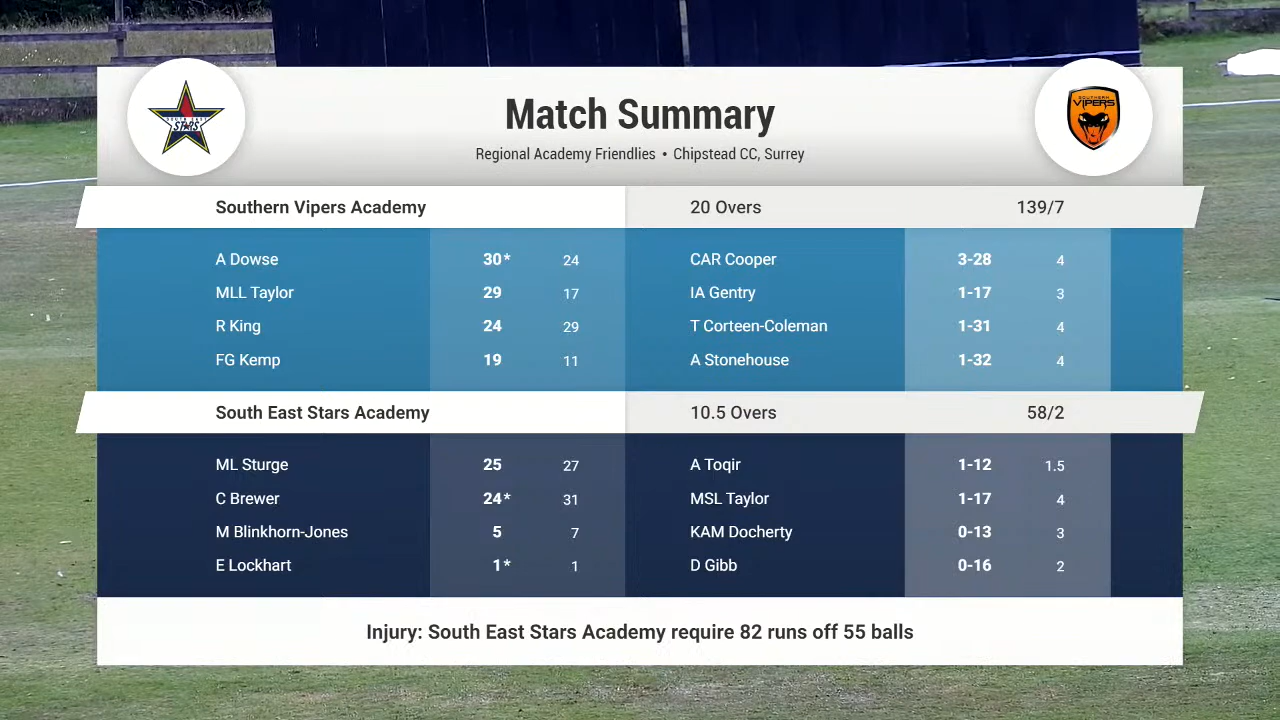 Match Summary
Regional Academy Friendlies • Chipstead CC, Surrey
SOUTH EAST
STARS
SOUTHERN
VIPERS
Southern Vipers Academy 20 Overs 139/7
A Dowse 30* 24 CAR Cooper 3-28 4
MLL Taylor 29 17 IA Gentry 1-17 3
R King 24 29 T Corteen-Coleman 1-31 4
FG Kemp 19 11 A Stonehouse 1-32 4
South East Stars Academy 10.5 Overs 58/2
ML Sturge 25 27 A Toqir 1-12 1.5
C Brewer 24* 31 MSL Taylor 1-17 4
M Blinkhorn-Jones 5 7 KAM Docherty 0-13 3
E Lockhart 1* 1 D Gibb 0-16 2
Injury: South East Stars Academy require 82 runs off 55 balls